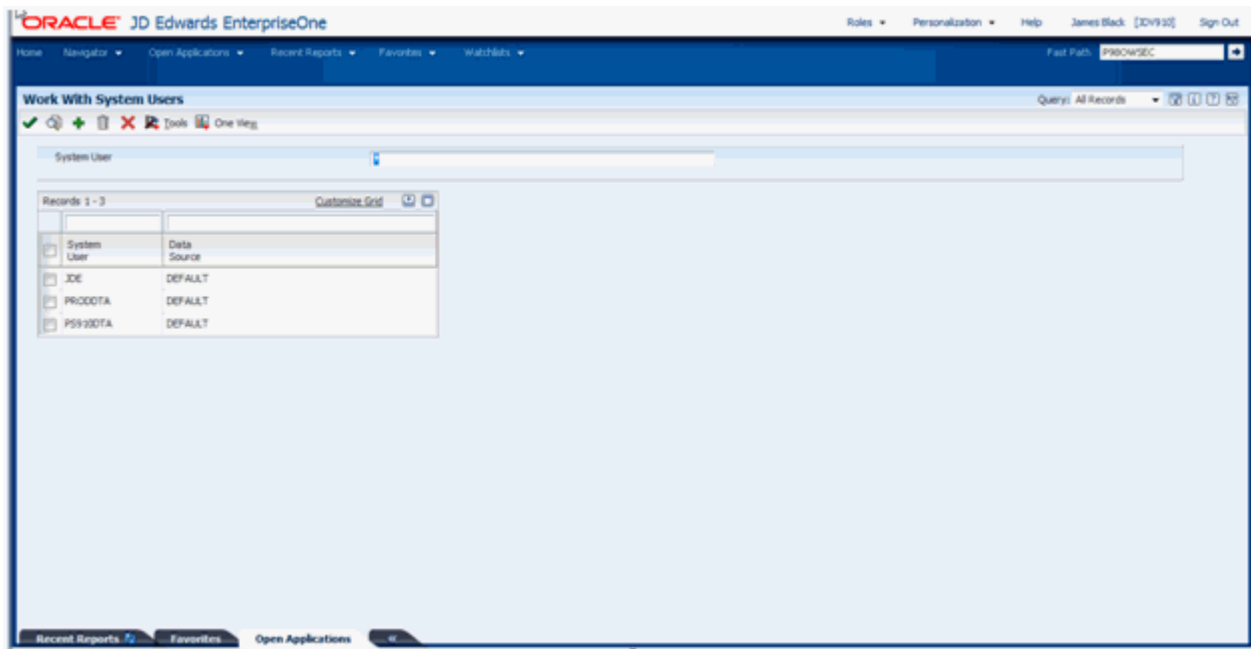 ORACLE JD Edwards EnterpriseOne
Roles Personalization Help James Black [JDV910] Sign Out
Home Navigator Open Applications Recent Reports Favorites Watchlists Fast Path P98OWSEC
Work With System Users
Query: All Records
Tools One View
System User *
Records 1 - 3 Customize Grid
System User
Data Source
JDE DEFAULT
PRODDTA DEFAULT
PS910DTA DEFAULT
Recent Reports Favorites Open Applications «